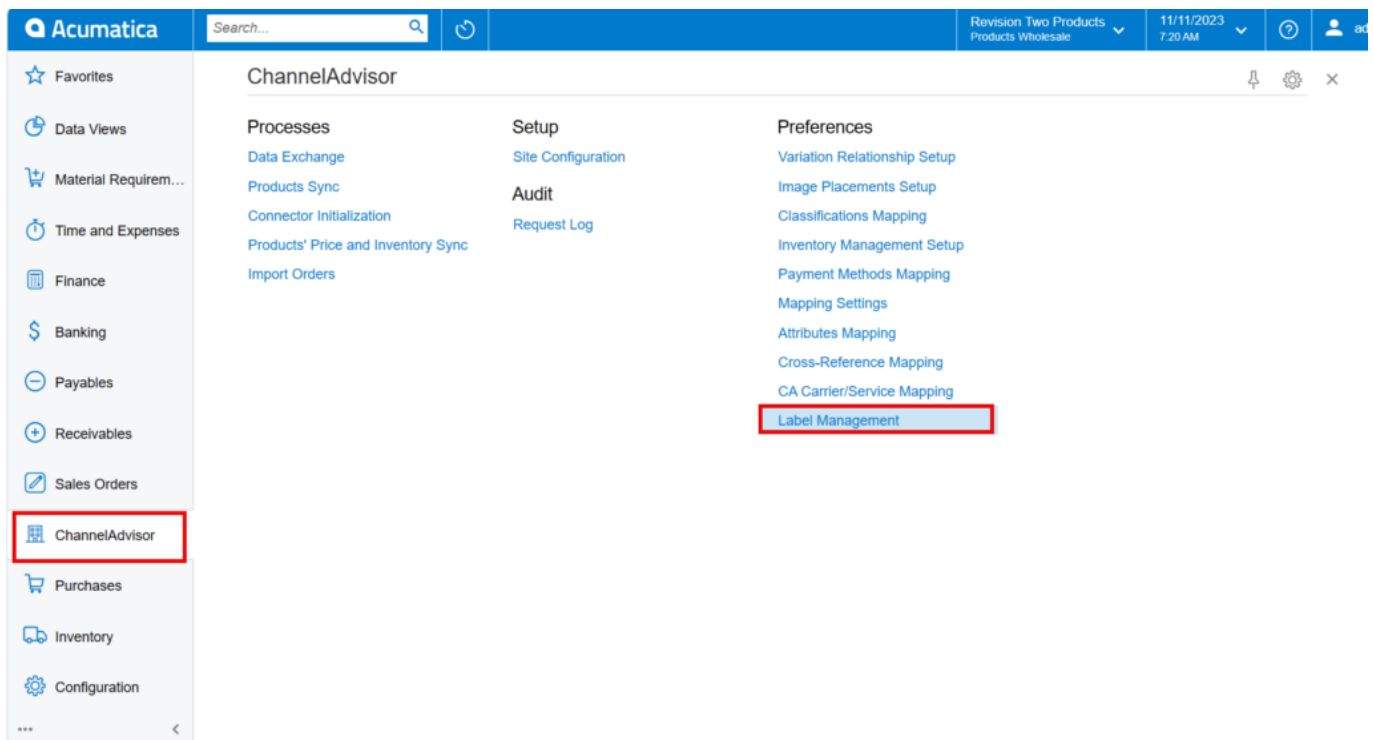 Acumatica
Search...
Revision Two Products
Products Wholesale
11/11/2023
7:20 AM
ad
Favorites
Data Views
Material Requirem...
Time and Expenses
Finance
Banking
Payables
Receivables
Sales Orders
ChannelAdvisor
Purchases
Inventory
Configuration
ChannelAdvisor
Processes
Data Exchange
Products Sync
Connector Initialization
Products' Price and Inventory Sync
Import Orders
Setup
Site Configuration
Audit
Request Log
Preferences
Variation Relationship Setup
Image Placements Setup
Classifications Mapping
Inventory Management Setup
Payment Methods Mapping
Mapping Settings
Attributes Mapping
Cross-Reference Mapping
CA Carrier/Service Mapping
Label Management